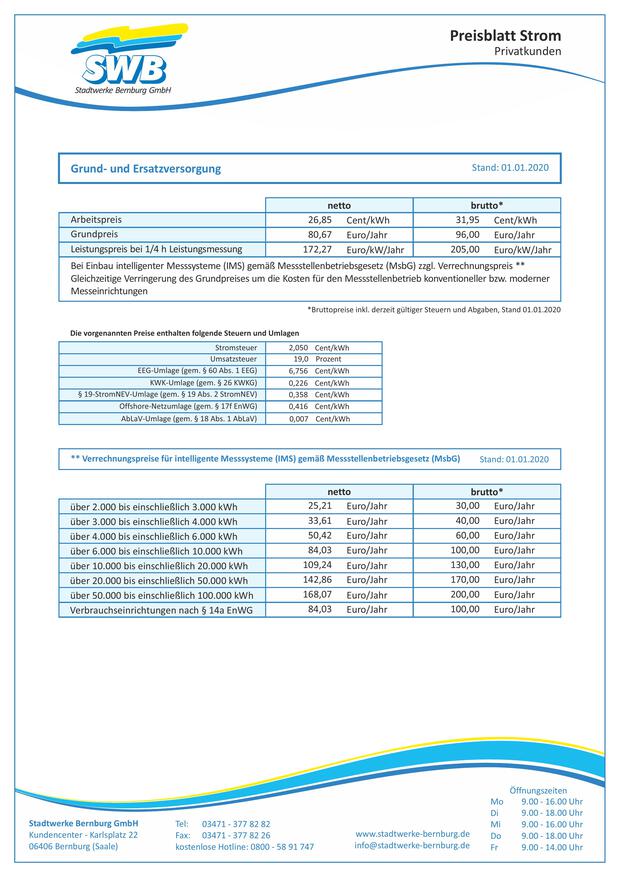 SWB
Stadtwerke Bernburg GmbH
Preisblatt Strom
Privatkunden
Grund- und Ersatzversorgung Stand: 01.01.2020
netto brutto*
Arbeitspreis 26,85 Cent/kWh 31,95 Cent/kWh
Grundpreis 80,67 Euro/Jahr 96,00 Euro/Jahr
Leistungspreis bei 1/4 h Leistungsmessung 172,27 Euro/kW/Jahr 205,00 Euro/kW/Jahr
Bei Einbau intelligenter Messsysteme (IMS) gemäß Messstellenbetriebsgesetz (MsbG) zzgl. Verrechnungspreis **
Gleichzeitige Verringerung des Grundpreises um die Kosten für den Messstellenbetrieb konventioneller bzw. moderner
Messeinrichtungen
*Bruttopreise inkl. derzeit gültiger Steuern und Abgaben, Stand 01.01.2020
Die vorgenannten Preise enthalten folgende Steuern und Umlagen
Stromsteuer 2,050 Cent/kWh
Umsatzsteuer 19,0 Prozent
EEG-Umlage (gem. § 60 Abs. 1 EEG) 6,756 Cent/kWh
KWK-Umlage (gem. § 26 KWKG) 0,226 Cent/kWh
§ 19-StromNEV-Umlage (gem. § 19 Abs. 2 StromNEV) 0,358 Cent/kWh
Offshore-Netzumlage (gem. § 17f EnWG) 0,416 Cent/kWh
AbLaV-Umlage (gem. § 18 Abs. 1 AbLaV) 0,007 Cent/kWh
** Verrechnungspreise für intelligente Messsysteme (IMS) gemäß Messstellenbetriebsgesetz (MsbG) Stand: 01.01.2020
netto brutto*
über 2.000 bis einschließlich 3.000 kWh 25,21 Euro/Jahr 30,00 Euro/Jahr
über 3.000 bis einschließlich 4.000 kWh 33,61 Euro/Jahr 40,00 Euro/Jahr
über 4.000 bis einschließlich 6.000 kWh 50,42 Euro/Jahr 60,00 Euro/Jahr
über 6.000 bis einschließlich 10.000 kWh 84,03 Euro/Jahr 100,00 Euro/Jahr
über 10.000 bis einschließlich 20.000 kWh 109,24 Euro/Jahr 130,00 Euro/Jahr
über 20.000 bis einschließlich 50.000 kWh 142,86 Euro/Jahr 170,00 Euro/Jahr
über 50.000 bis einschließlich 100.000 kWh 168,07 Euro/Jahr 200,00 Euro/Jahr
Verbrauchseinrichtungen nach § 14a EnWG 84,03 Euro/Jahr 100,00 Euro/Jahr
Stadtwerke Bernburg GmbH
Kundencenter - Karlsplatz 22
06406 Bernburg (Saale)
Tel: 03471 - 377 82 82
Fax: 03471 - 377 82 26
kostenlose Hotline: 0800 - 58 91 747
www.stadtwerke-bernburg.de
info@stadtwerke-bernburg.de
Öffnungszeiten
Mo 9.00 - 16.00 Uhr
Di 9.00 - 18.00 Uhr
Mi 9.00 - 16.00 Uhr
Do 9.00 - 18.00 Uhr
Fr 9.00 - 14.00 Uhr